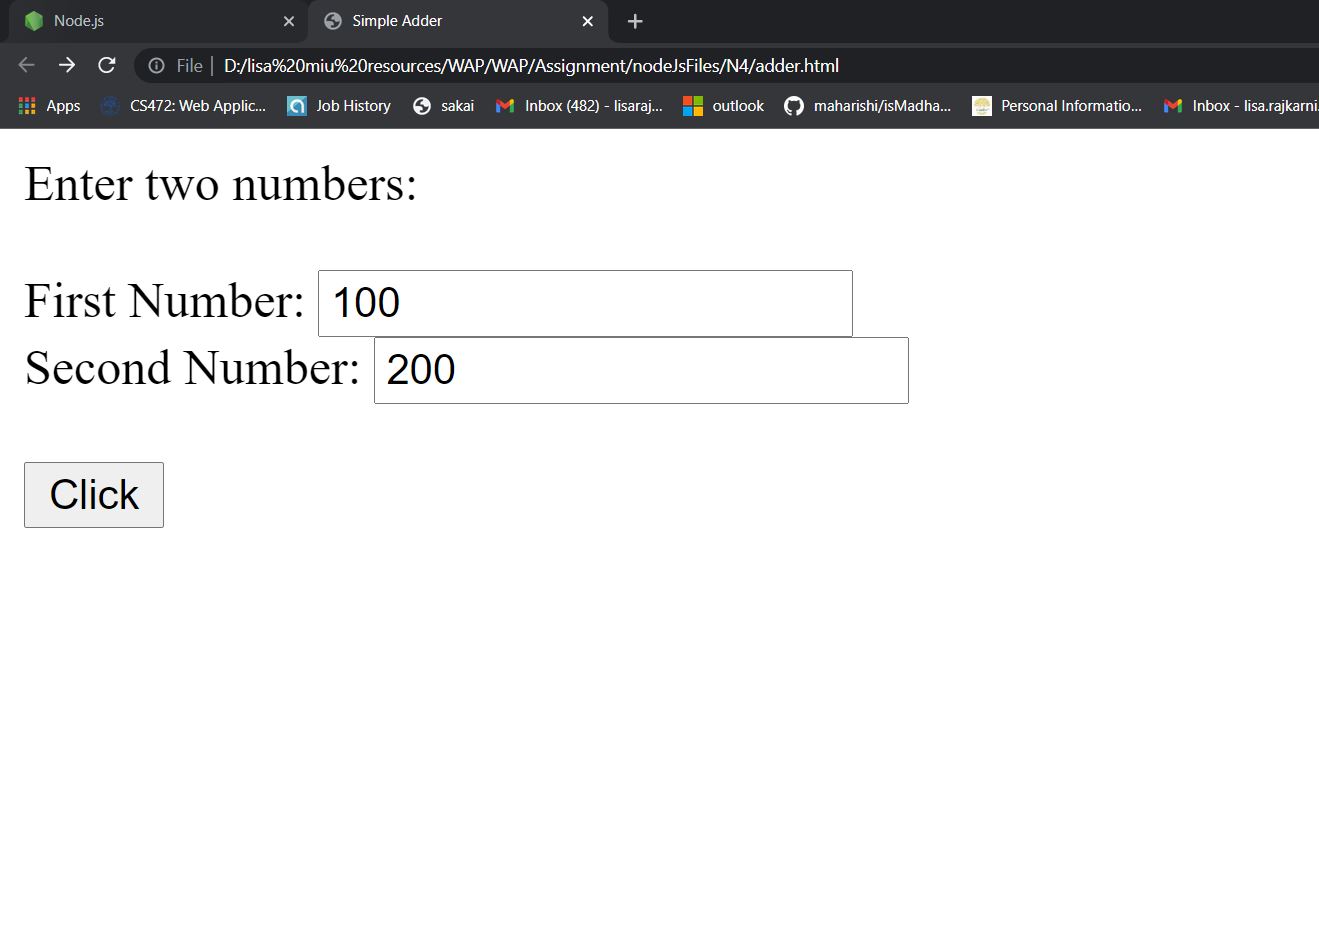 Node.js Simple Adder
File D:/lisa%20miu%20resources/WAP/WAP/Assignment/nodeJsFiles/N4/adder.html
Apps CS472: Web Applic... Job History sakai Inbox (482) - lisaraj... outlook maharishi/isMadha... Personal Informatio... Inbox - lisa.rajkarni
Enter two numbers:
First Number: 100
Second Number: 200
Click